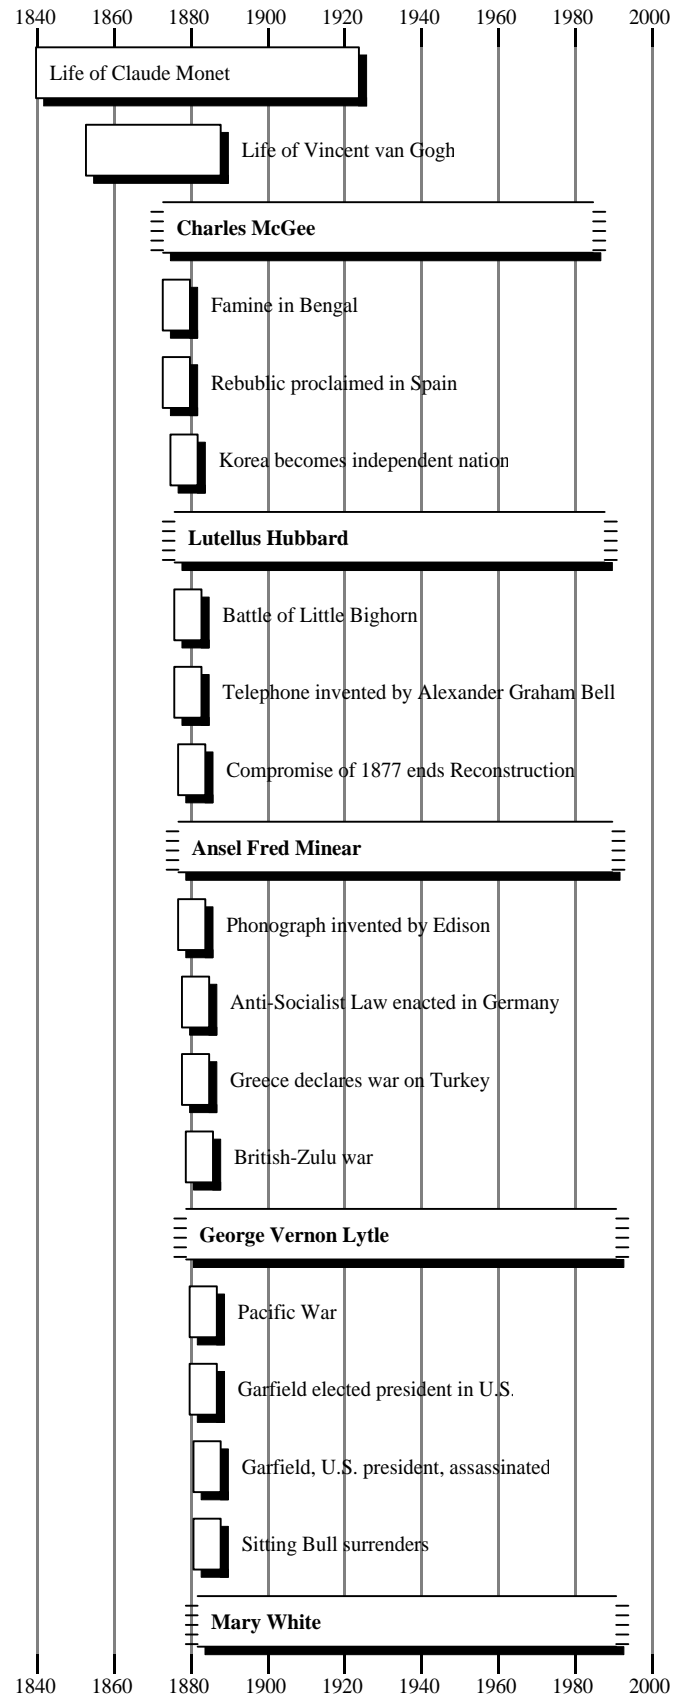 1840 1860 1880 1900 1920 1940 1960 1980 2000
Life of Claude Monet
Life of Vincent van Gogh
Charles McGee
Famine in Bengal
Rebublic proclaimed in Spain
Korea becomes independent nation
Lutellus Hubbard
Battle of Little Bighorn
Telephone invented by Alexander Graham Bell
Compromise of 1877 ends Reconstruction
Ansel Fred Minear
Phonograph invented by Edison
Anti-Socialist Law enacted in Germany
Greece declares war on Turkey
British-Zulu war
George Vernon Lytle
Pacific War
Garfield elected president in U.S.
Garfield, U.S. president, assassinated
Sitting Bull surrenders
Mary White
1840 1860 1880 1900 1920 1940 1960 1980 2000